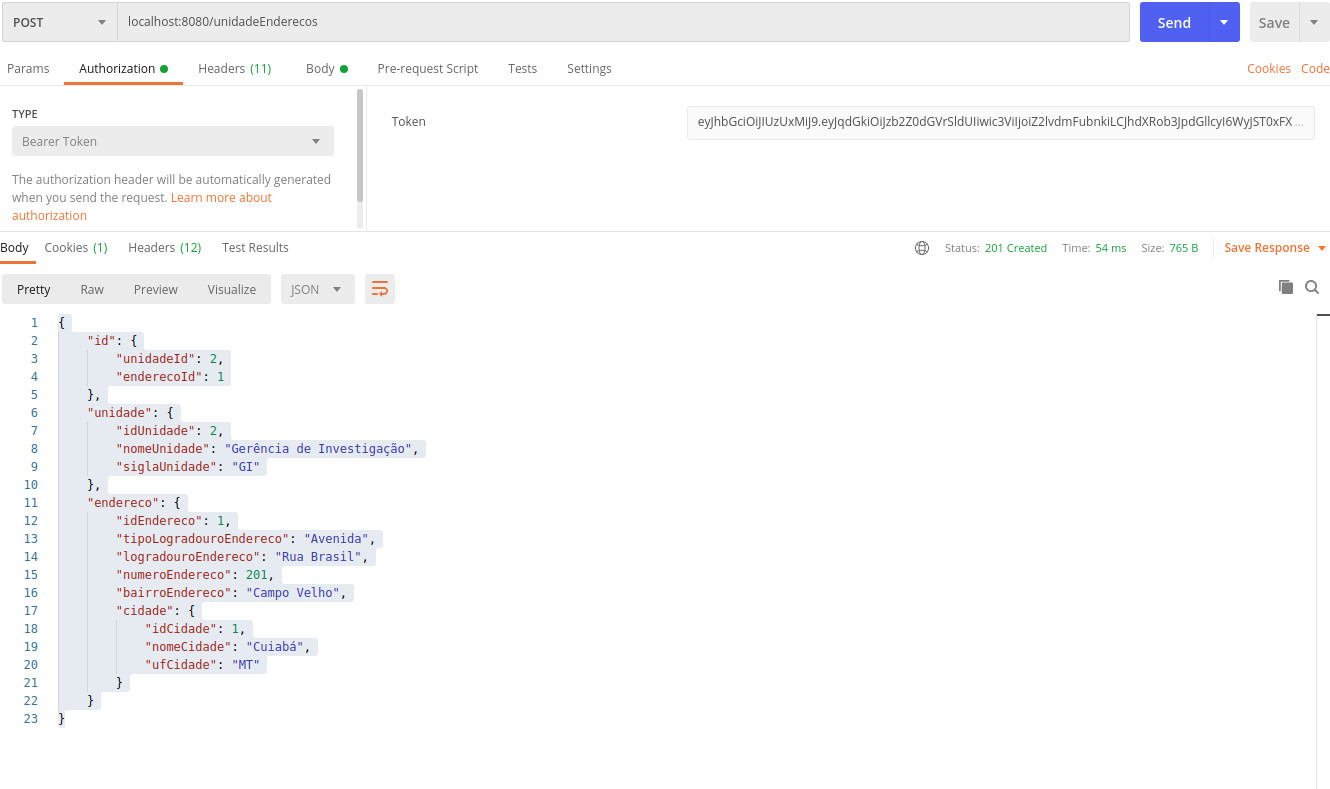 POST localhost:8080/unidadeEnderecos Send Save
Params Authorization Headers (11) Body Pre-request Script Tests Settings Cookies Code
TYPE
Bearer Token
The authorization header will be automatically generated
when you send the request. Learn more about
authorization
Token eyJhbGciOiJIUzUxMiJ9.eyJqdGkiOiJzb2Z0dGVrSldUIiwic3ViIjoiZ2lvdmFubnkiLCJhdXRob3JpdGllcyI6WyJST0xFX ...
Body Cookies (1) Headers (12) Test Results Status: 201 Created Time: 54 ms Size: 765 B Save Response
Pretty Raw Preview Visualize JSON
1 {
2 "id": {
3 "unidadeId": 2,
4 "enderecoId": 1
5 },
6 "unidade": {
7 "idUnidade": 2,
8 "nomeUnidade": "Gerência de Investigação",
9 "siglaUnidade": "GI"
10 },
11 "endereco": {
12 "idEndereco": 1,
13 "tipoLogradouroEndereco": "Avenida",
14 "logradouroEndereco": "Rua Brasil",
15 "numeroEndereco": 201,
16 "bairroEndereco": "Campo Velho",
17 "cidade": {
18 "idCidade": 1,
19 "nomeCidade": "Cuiabá",
20 "ufCidade": "MT"
21 }
22 }
23 }